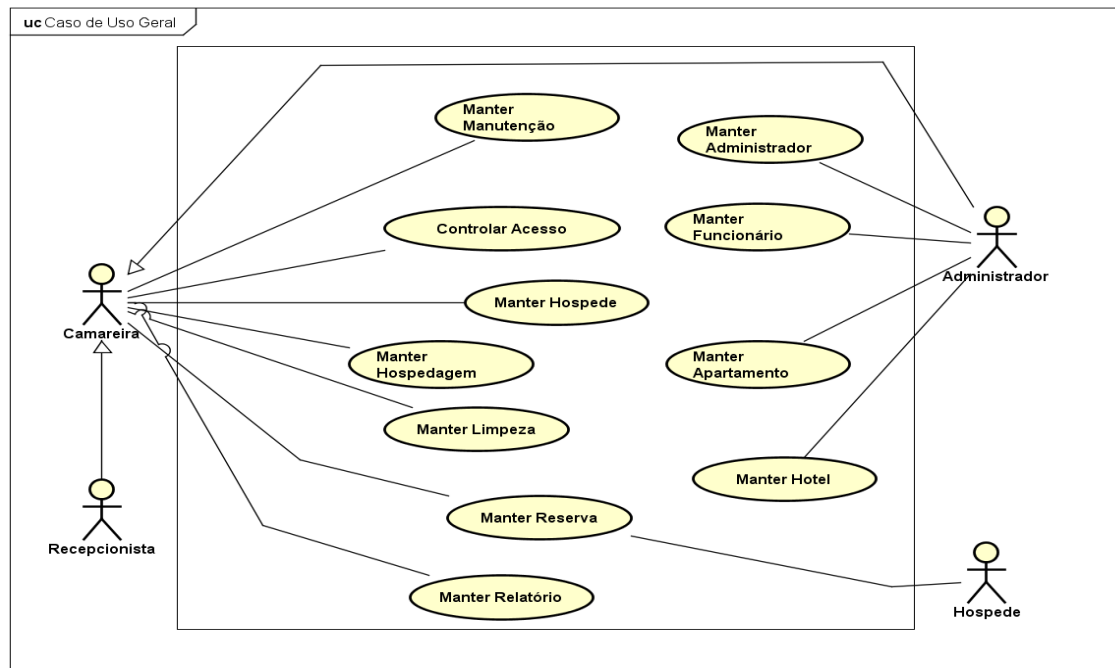 uc Caso de Uso Geral
Manter
Manutenção
Manter
Administrador
Controlar Acesso
Manter
Funcionário
Administrador
Manter Hospede
Camareira
Manter
Hospedagem
Manter
Apartamento
Manter Limpeza
Manter Hotel
Manter Reserva
Recepcionista
Manter Relatório
Hospede